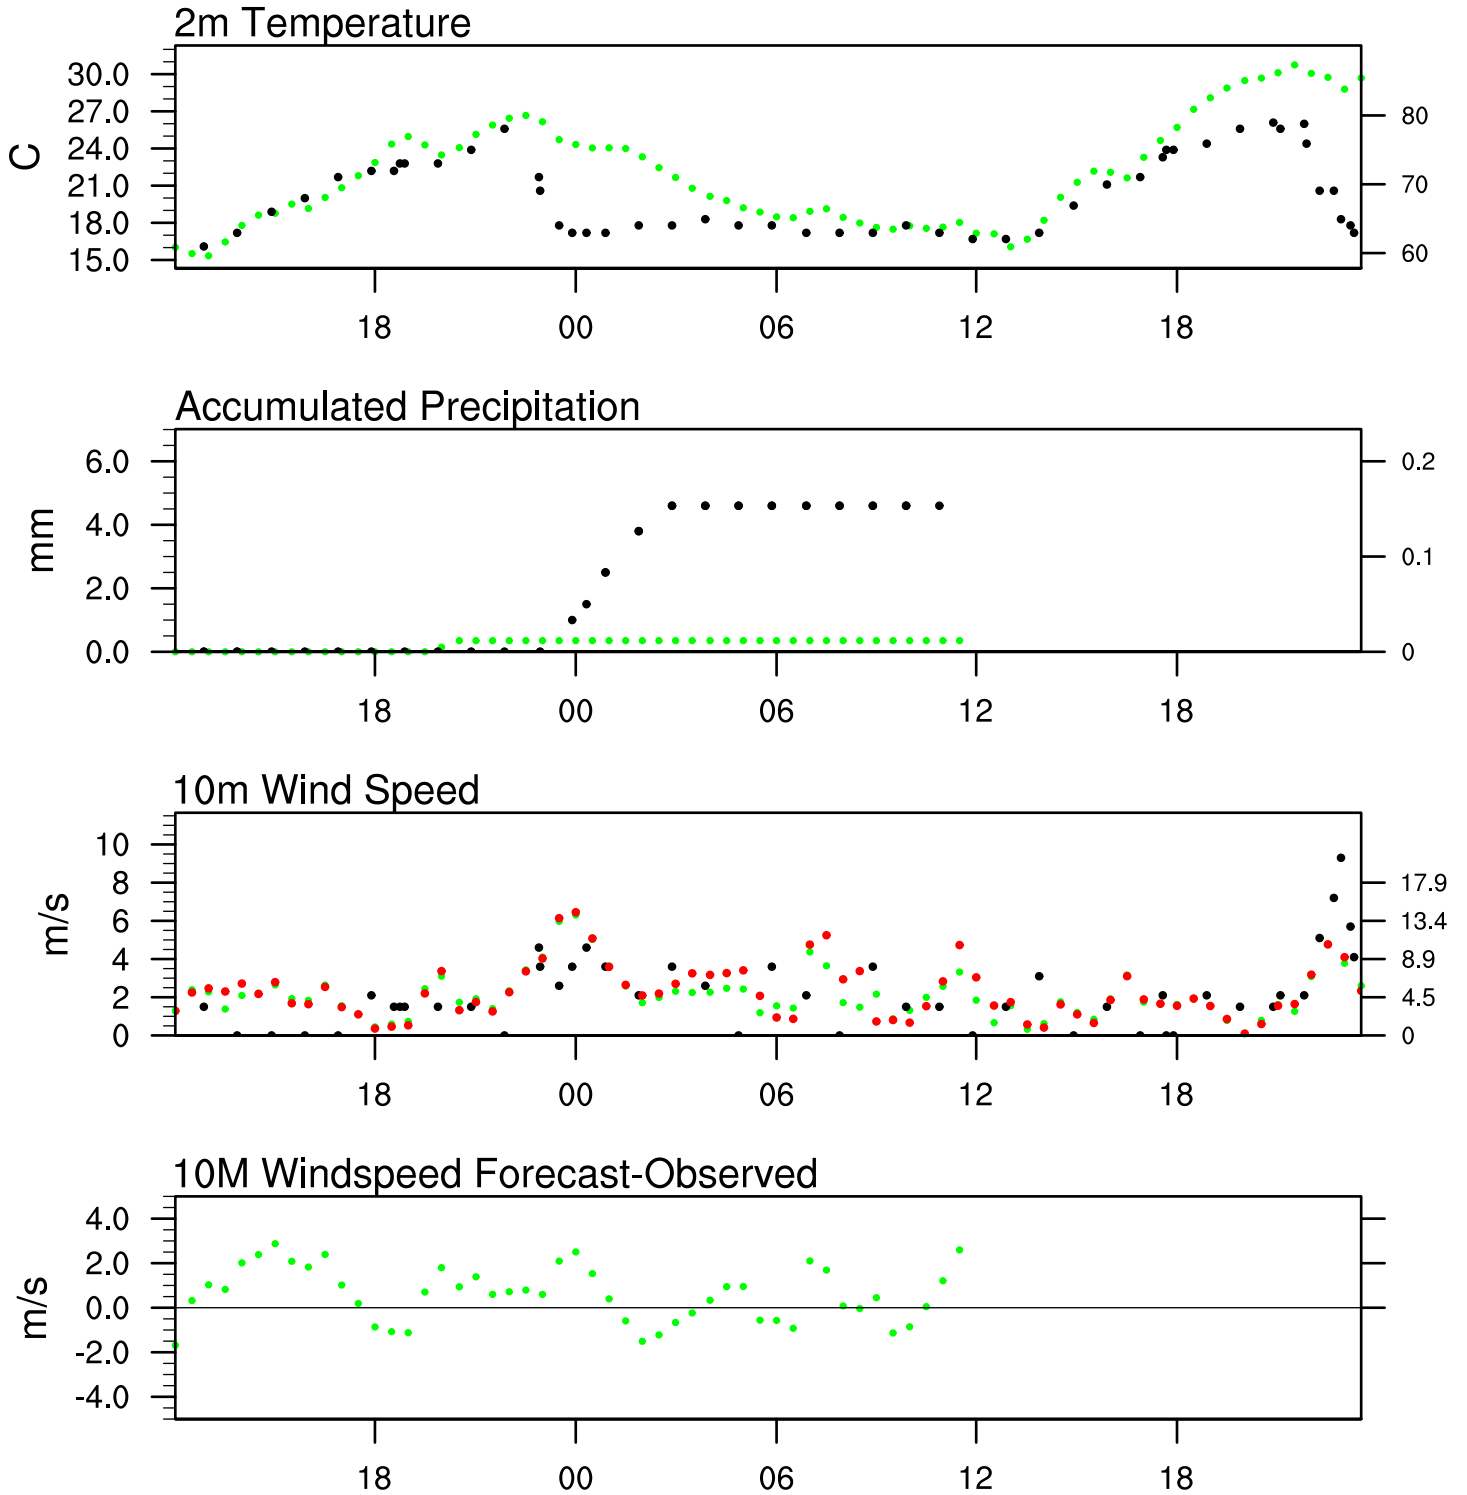 2m Temperature
30.0
27.0
24.0
21.0
18.0
15.0
C
80
70
60
18 00 06 12 18
Accumulated Precipitation
6.0
4.0
2.0
0.0
mm
0.2
0.1
0
18 00 06 12 18
10m Wind Speed
10
8
6
4
2
0
m/s
17.9
13.4
8.9
4.5
0
18 00 06 12 18
10M Windspeed Forecast-Observed
4.0
2.0
0.0
-2.0
-4.0
m/s
18 00 06 12 18